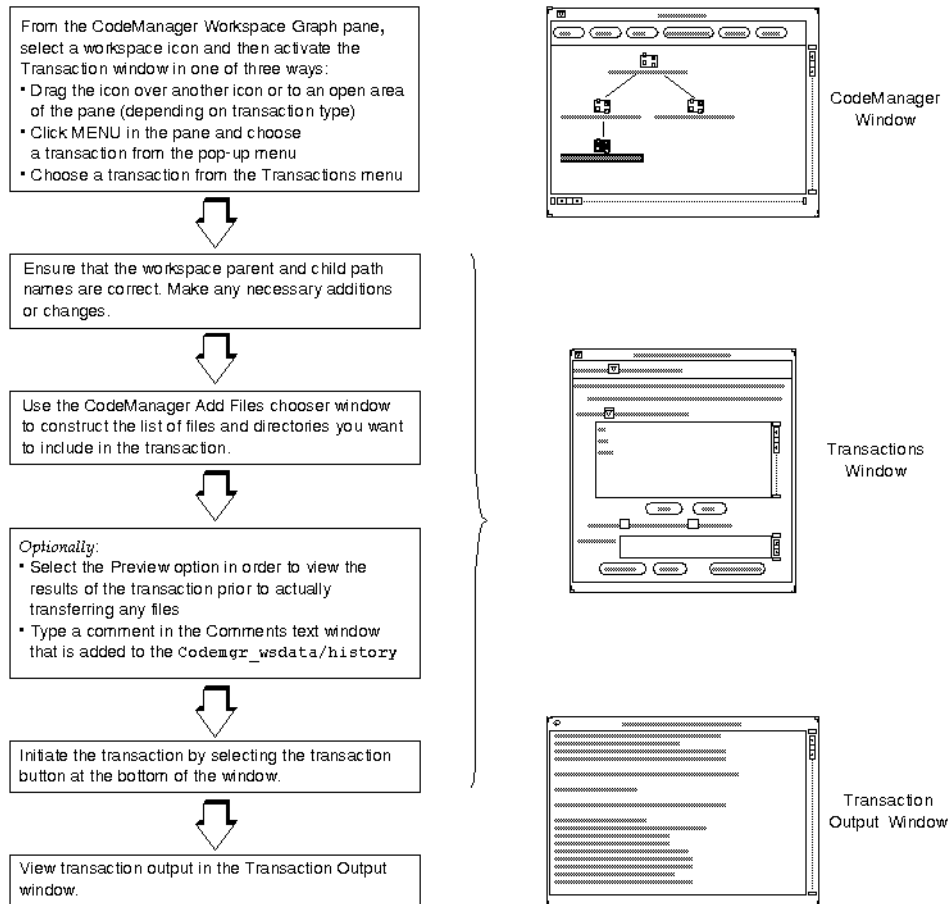 From the CodeManager Workspace Graph pane,
select a workspace icon and then activate the
Transaction window in one of three ways:
• Drag the icon over another icon or to an open area
of the pane (depending on transaction type)
• Click MENU in the pane and choose
a transaction from the pop-up menu
• Choose a transaction from the Transactions menu
CodeManager
Window
Ensure that the workspace parent and child path
names are correct. Make any necessary additions
or changes.
Use the CodeManager Add Files chooser window
to construct the list of files and directories you want
to include in the transaction.
Transactions
Window
Optionally:
• Select the Preview option in order to view the
results of the transaction prior to actually
transferring any files
• Type a comment in the Comments text window
that is added to the Codemgr_wsdata/history
Initiate the transaction by selecting the transaction
button at the bottom of the window.
Transaction
Output Window
View transaction output in the Transaction Output
window.